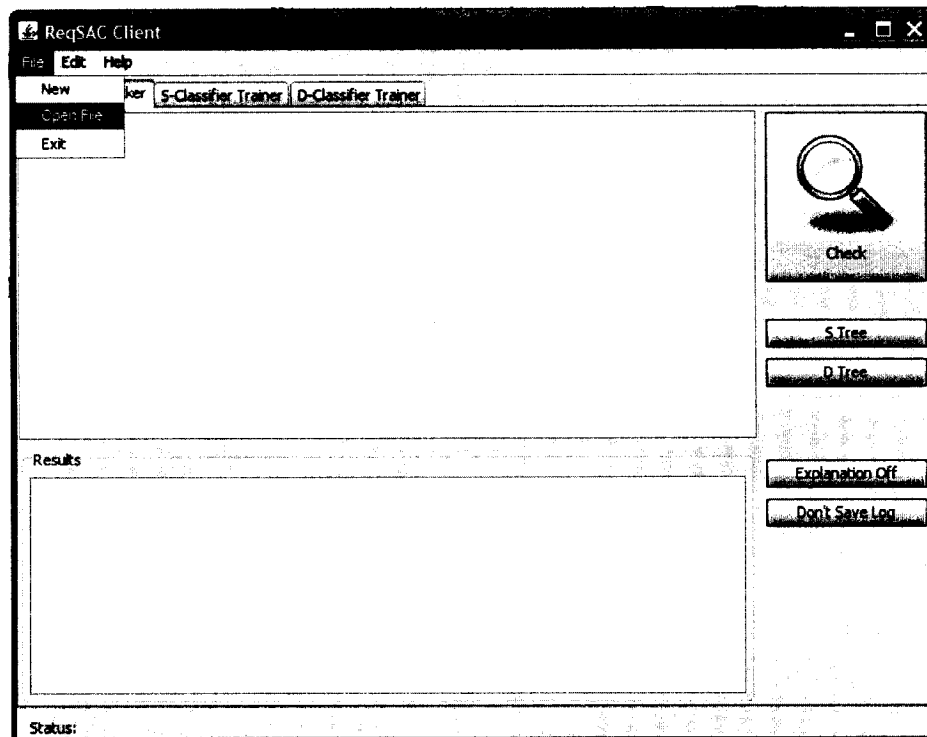 ReqSAC Client
File Edit Help
New
Open File
Exit
ker S-Classifier Trainer D-Classifier Trainer
Check
S Tree
D Tree
Results
Explanation Off
Don't Save Log
Status: